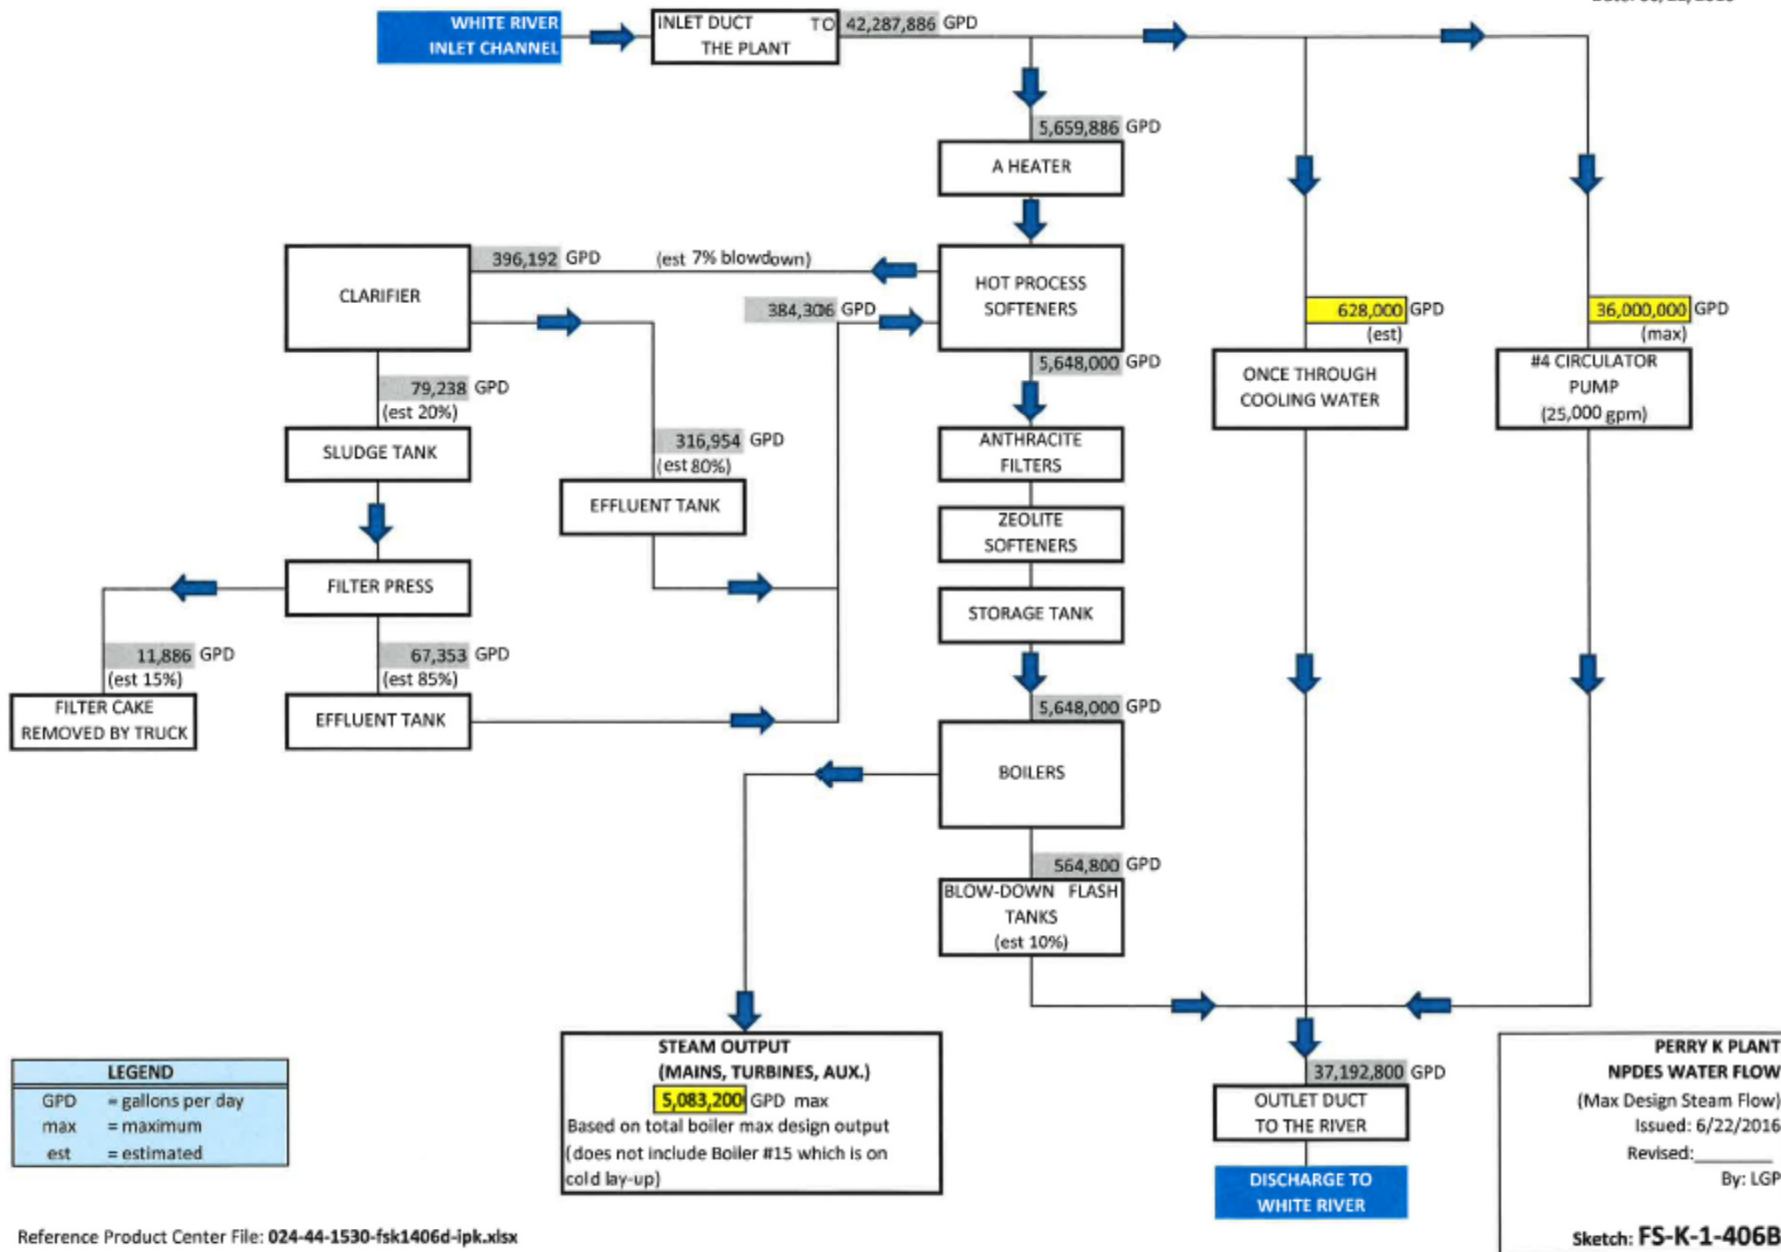 WHITE RIVER
INLET CHANNEL
INLET DUCT TO
THE PLANT
42,287,886 GPD
5,659,886 GPD
A HEATER
CLARIFIER
396,192 GPD
(est 7% blowdown)
HOT PROCESS
SOFTENERS
384,306 GPD
628,000 GPD
(est)
36,000,000 GPD
(max)
5,648,000 GPD
ONCE THROUGH
COOLING WATER
#4 CIRCULATOR
PUMP
(25,000 gpm)
79,238 GPD
(est 20%)
SLUDGE TANK
316,954 GPD
(est 80%)
EFFLUENT TANK
ANTHRACITE
FILTERS
ZEOLITE
SOFTENERS
FILTER PRESS
STORAGE TANK
11,886 GPD
(est 15%)
67,353 GPD
(est 85%)
FILTER CAKE
REMOVED BY TRUCK
EFFLUENT TANK
5,648,000 GPD
BOILERS
564,800 GPD
BLOW-DOWN FLASH
TANKS
(est 10%)
STEAM OUTPUT
(MAINS, TURBINES, AUX.)
5,083,200 GPD max
Based on total boiler max design output
(does not include Boiler #15 which is on
cold lay-up)
37,192,800 GPD
OUTLET DUCT
TO THE RIVER
DISCHARGE TO
WHITE RIVER
LEGEND
GPD = gallons per day
max = maximum
est = estimated
PERRY K PLANT
NPDES WATER FLOW
(Max Design Steam Flow)
Issued: 6/22/2016
Revised:________
By: LGP
Sketch: FS-K-1-406B
Reference Product Center File: 024-44-1530-fsk1406d-ipk.xlsx